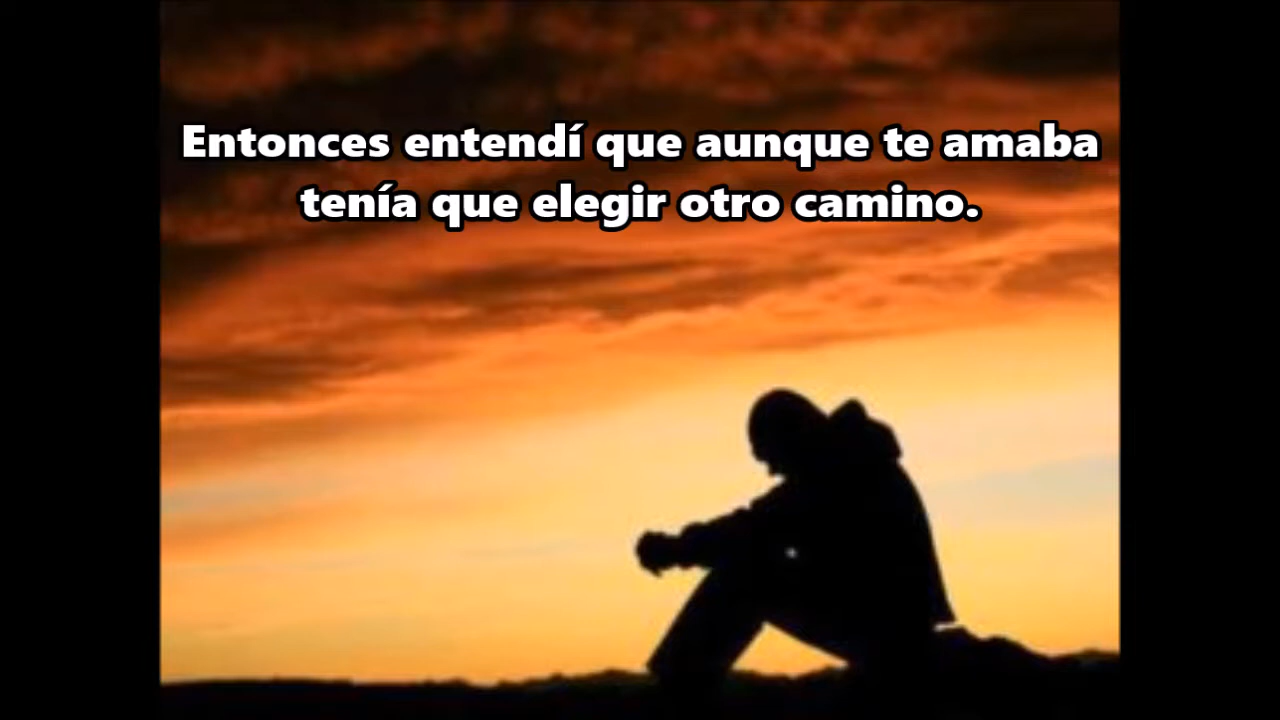 Entonces entendí que aunque te amaba
tenía que elegir otro camino.